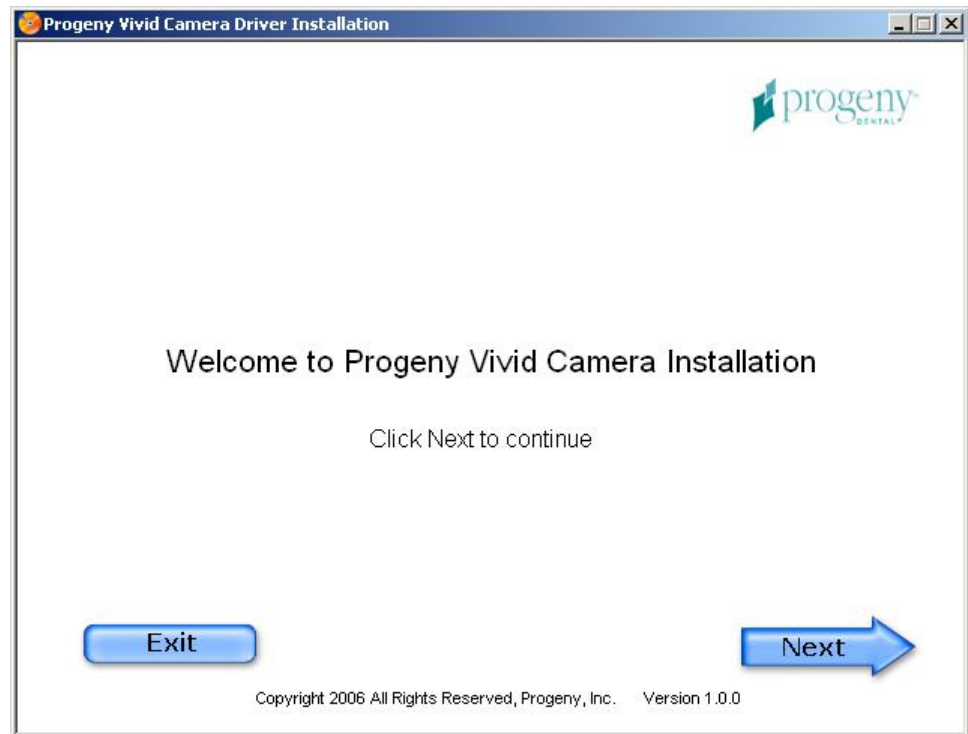 Progeny Vivid Camera Driver Installation
progeny
DENTAL
Welcome to Progeny Vivid Camera Installation
Click Next to continue
Exit
Next
Copyright 2006 All Rights Reserved, Progeny, Inc. Version 1.0.0